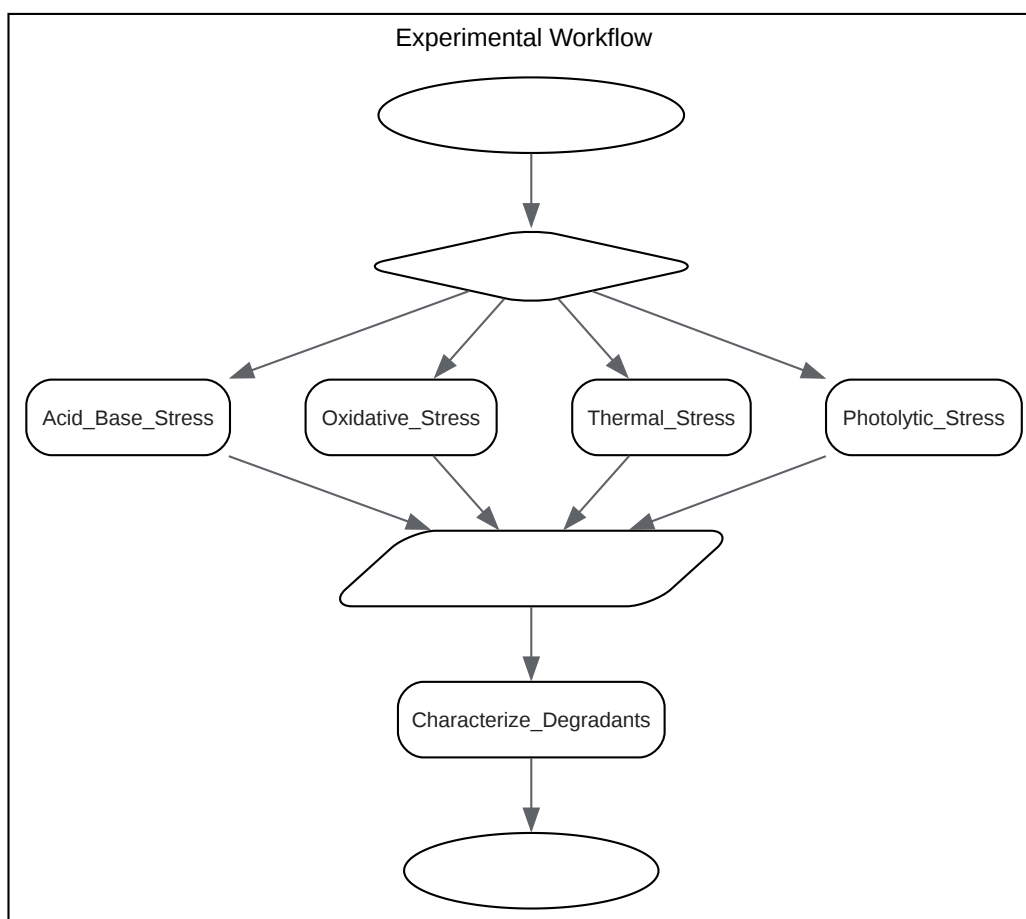 Experimental Workflow
Acid_Base_Stress
Oxidative_Stress
Thermal_Stress
Photolytic_Stress
Characterize_Degradants